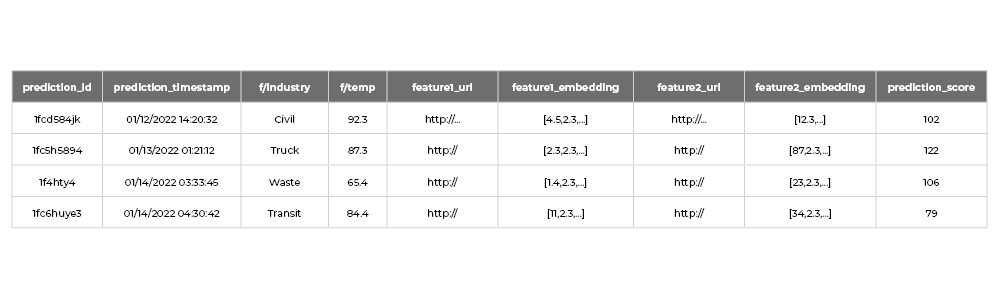 prediction_id prediction_timestamp f/industry f/temp feature1_url feature1_embedding feature2_url feature2_embedding prediction_score
1fcd584jk 01/12/2022 14:20:32 Civil 92.3 http://... [4.5,2.3,...] http://... [12.3,...] 102
1fc5h5894 01/13/2022 01:21:12 Truck 87.3 http:// [2.3,2.3,...] http:// [87,2.3,...] 122
1f4hty4 01/14/2022 03:33:45 Waste 65.4 http:// [1.4,2.3,...] http:// [23,2.3,...] 106
1fc6huye3 01/14/2022 04:30:42 Transit 84.4 http:// [11,2.3,...] http:// [34,2.3,...] 79